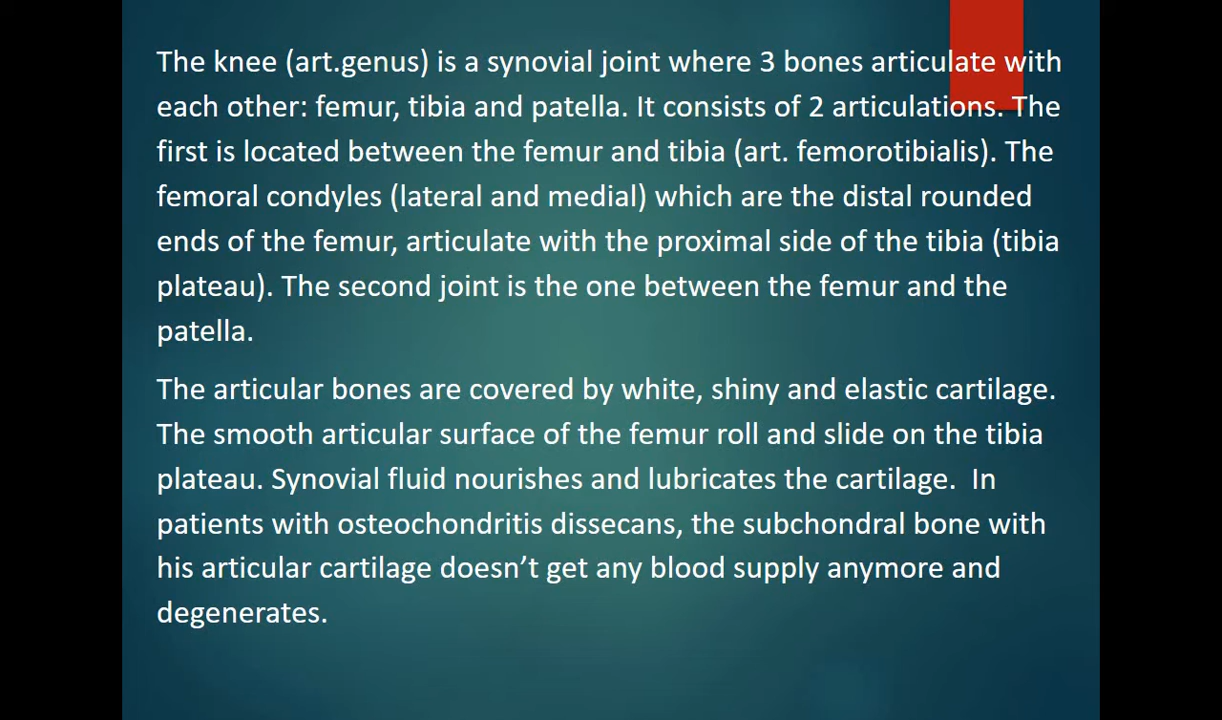 The knee (art.genus) is a synovial joint where 3 bones articulate with
each other: femur, tibia and patella. It consists of 2 articulations. The
first is located between the femur and tibia (art. femorotibialis). The
femoral condyles (lateral and medial) which are the distal rounded
ends of the femur, articulate with the proximal side of the tibia (tibia
plateau). The second joint is the one between the femur and the
patella.
The articular bones are covered by white, shiny and elastic cartilage.
The smooth articular surface of the femur roll and slide on the tibia
plateau. Synovial fluid nourishes and lubricates the cartilage.  In
patients with osteochondritis dissecans, the subchondral bone with
his articular cartilage doesn’t get any blood supply anymore and
degenerates.